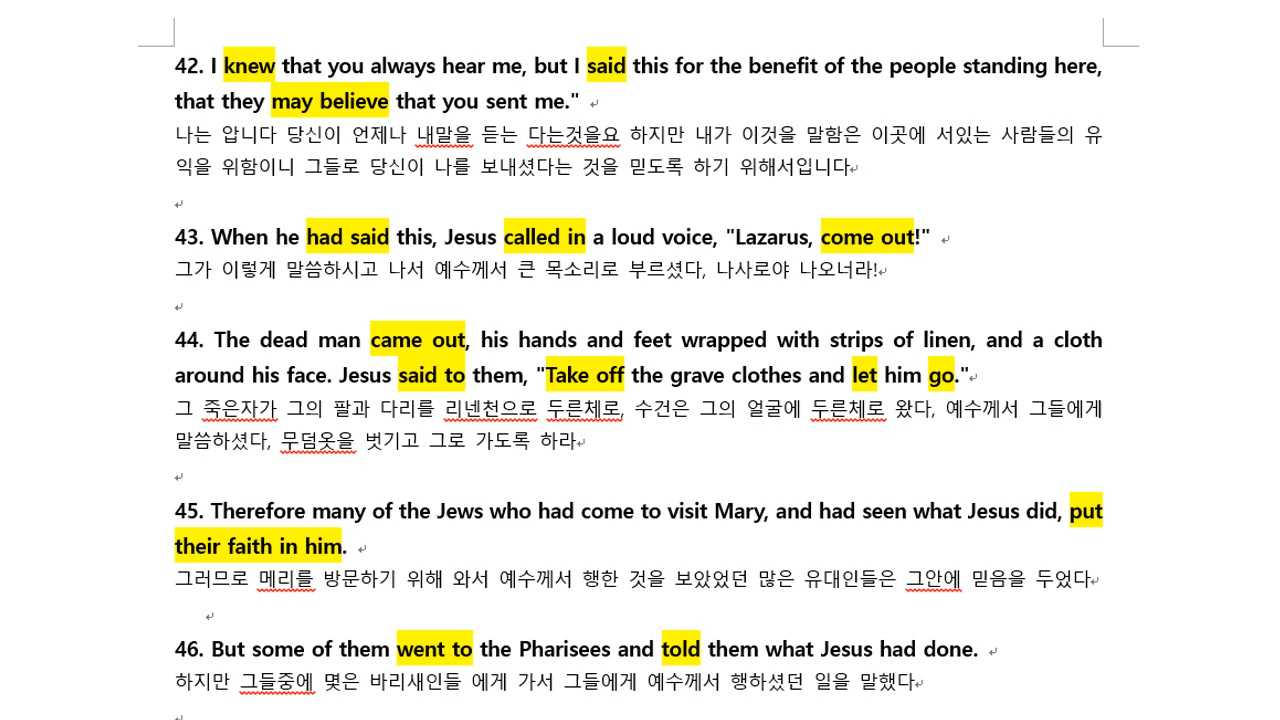 42. I knew that you always hear me, but I said this for the benefit of the people standing here,
that they may believe that you sent me."
나는 압니다 당신이 언제나 내말을 듣는 다는것을요 하지만 내가 이것을 말함은 이곳에 서있는 사람들의 유
익을 위함이니 그들로 당신이 나를 보내셨다는 것을 믿도록 하기 위해서입니다
43. When he had said this, Jesus called in a loud voice, "Lazarus, come out!"
그가 이렇게 말씀하시고 나서 예수께서 큰 목소리로 부르셨다, 나사로야 나오너라!
44. The dead man came out, his hands and feet wrapped with strips of linen, and a cloth
around his face. Jesus said to them, "Take off the grave clothes and let him go."
그 죽은자가 그의 팔과 다리를 리넨천으로 두른체로, 수건은 그의 얼굴에 두른체로 왔다, 예수께서 그들에게
말씀하셨다, 무덤옷을 벗기고 그로 가도록 하라
45. Therefore many of the Jews who had come to visit Mary, and had seen what Jesus did, put
their faith in him.
그러므로 메리를 방문하기 위해 와서 예수께서 행한 것을 보았었던 많은 유대인들은 그안에 믿음을 두었다
46. But some of them went to the Pharisees and told them what Jesus had done.
하지만 그들중에 몇은 바리새인들 에게 가서 그들에게 예수께서 행하셨던 일을 말했다